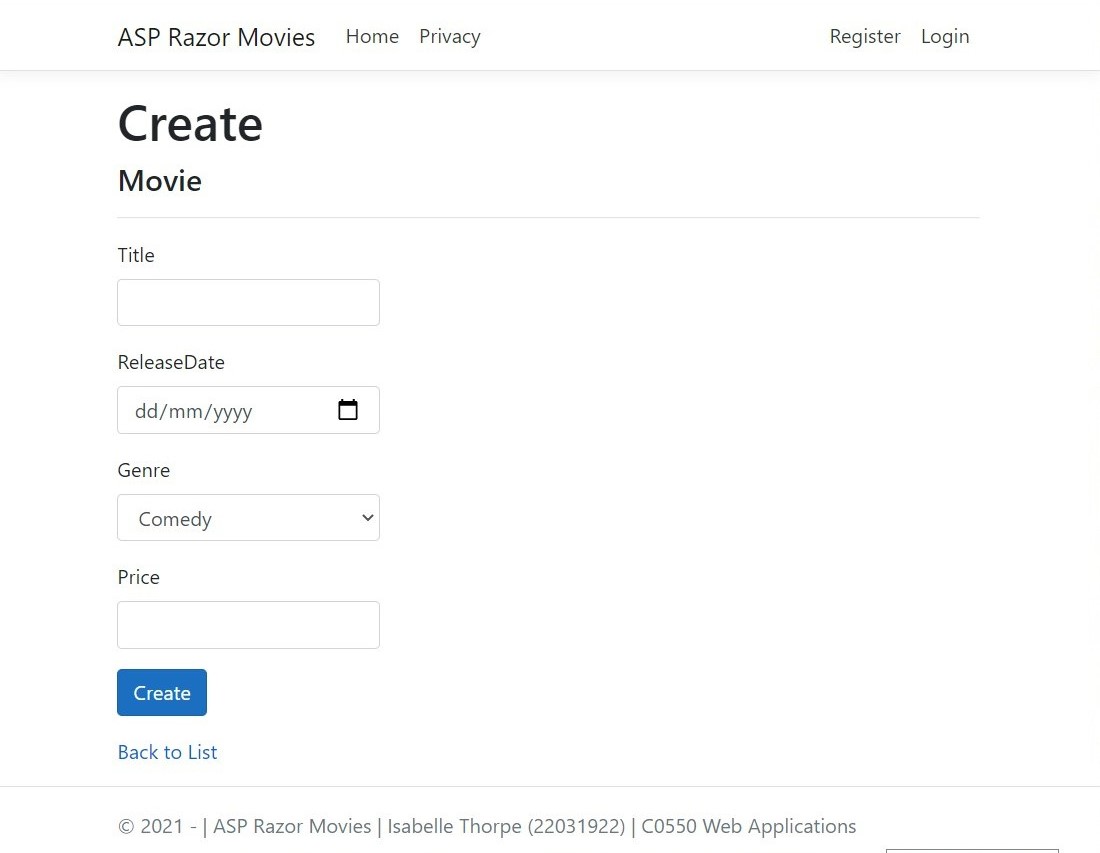 ASP Razor Movies Home Privacy Register Login
Create
Movie
Title
ReleaseDate
dd/mm/yyyy
Genre
Comedy
Price
Create
Back to List
© 2021 - | ASP Razor Movies | Isabelle Thorpe (22031922) | C0550 Web Applications